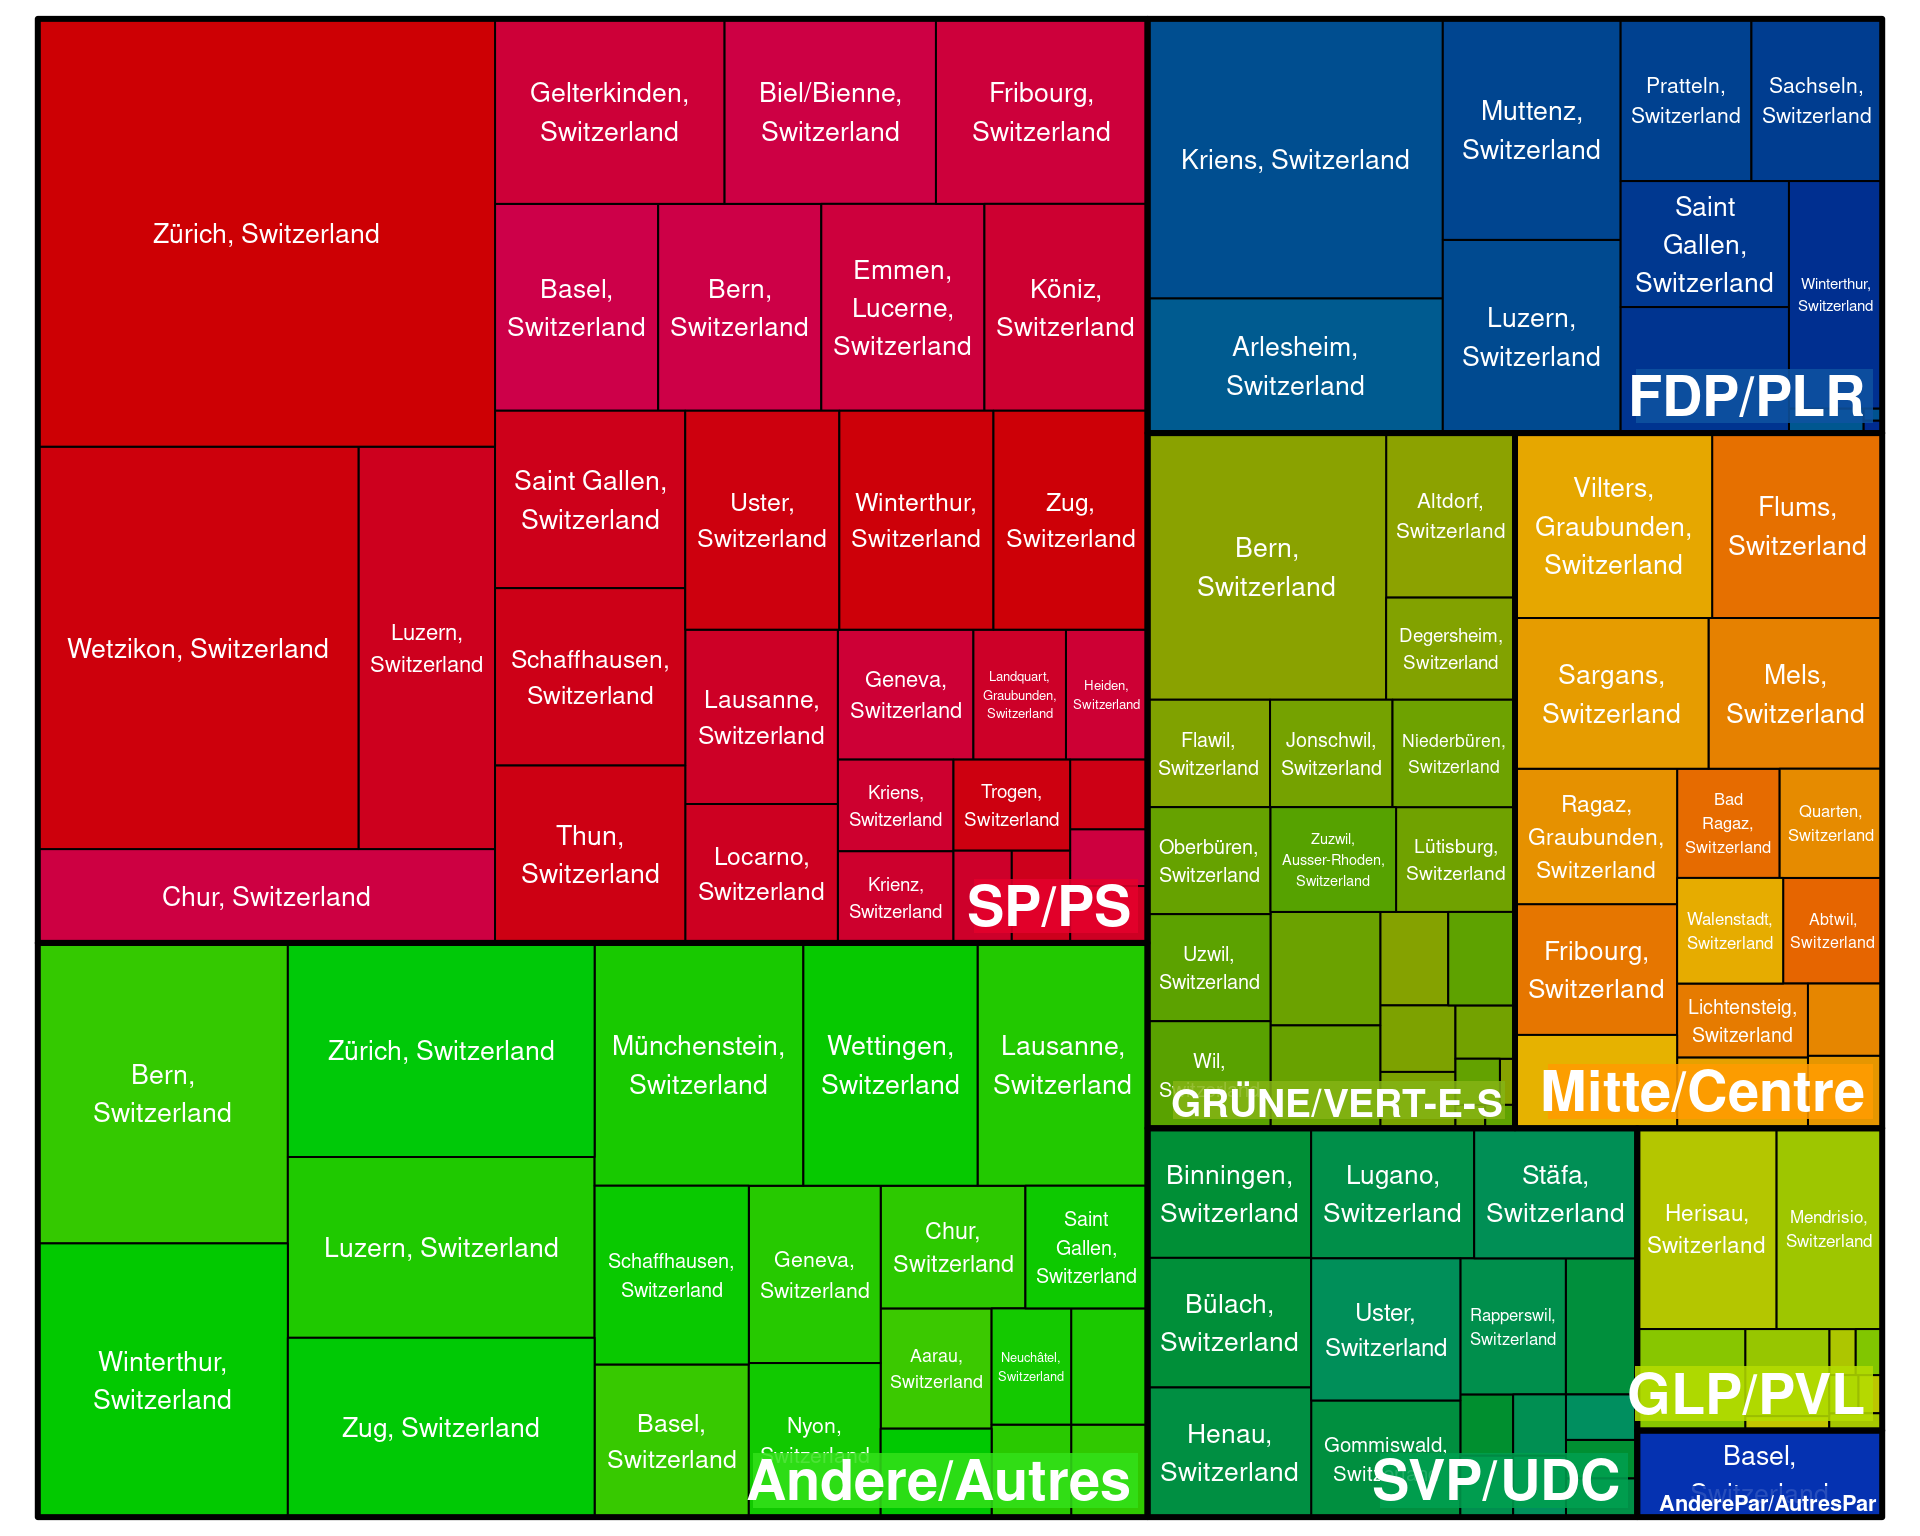 Zürich, Switzerland
Gelterkinden,
Switzerland
Biel/Bienne,
Switzerland
Fribourg,
Switzerland
Basel,
Switzerland
Bern,
Switzerland
Emmen,
Lucerne,
Switzerland
Köniz,
Switzerland
Wetzikon, Switzerland
Luzern,
Switzerland
Chur, Switzerland
Saint Gallen,
Switzerland
Uster,
Switzerland
Winterthur,
Switzerland
Zug,
Switzerland
Schaffhausen,
Switzerland
Thun,
Switzerland
Lausanne,
Switzerland
Locarno,
Switzerland
Geneva,
Switzerland
Landquart,
Graubunden,
Switzerland
Heiden,
Switzerland
Kriens,
Switzerland
Trogen,
Switzerland
Krienz,
Switzerland
SP/PS
Kriens, Switzerland
Arlesheim,
Switzerland
Muttenz,
Switzerland
Luzern,
Switzerland
Pratteln,
Switzerland
Sachseln,
Switzerland
Saint
Gallen,
Switzerland
Winterthur,
Switzerland
FDP/PLR
Bern,
Switzerland
Altdorf,
Switzerland
Degersheim,
Switzerland
Flawil,
Switzerland
Jonschwil,
Switzerland
Niederbüren,
Switzerland
Oberbüren,
Switzerland
Zuzwil,
Ausser-Rhoden,
Switzerland
Lütisburg,
Switzerland
Uzwil,
Switzerland
Wil,
Switzerland
GRÜNE/VERT-E-S
Vilters,
Graubunden,
Switzerland
Flums,
Switzerland
Sargans,
Switzerland
Mels,
Switzerland
Ragaz,
Graubunden,
Switzerland
Bad
Ragaz,
Switzerland
Quarten,
Switzerland
Walenstadt,
Switzerland
Abtwil,
Switzerland
Fribourg,
Switzerland
Lichtensteig,
Switzerland
Mitte/Centre
Bern,
Switzerland
Winterthur,
Switzerland
Zürich, Switzerland
Luzern, Switzerland
Zug, Switzerland
Münchenstein,
Switzerland
Wettingen,
Switzerland
Lausanne,
Switzerland
Schaffhausen,
Switzerland
Basel,
Switzerland
Geneva,
Switzerland
Nyon,
Switzerland
Chur,
Switzerland
Saint
Gallen,
Switzerland
Aarau,
Switzerland
Neuchâtel,
Switzerland
Andere/Autres
Binningen,
Switzerland
Lugano,
Switzerland
Stäfa,
Switzerland
Bülach,
Switzerland
Uster,
Switzerland
Rapperswil,
Switzerland
Henau,
Switzerland
Gommiswald,
Switzerland
SVP/UDC
Herisau,
Switzerland
Mendrisio,
Switzerland
GLP/PVL
Basel,
Switzerland
AnderePar/AutresPar